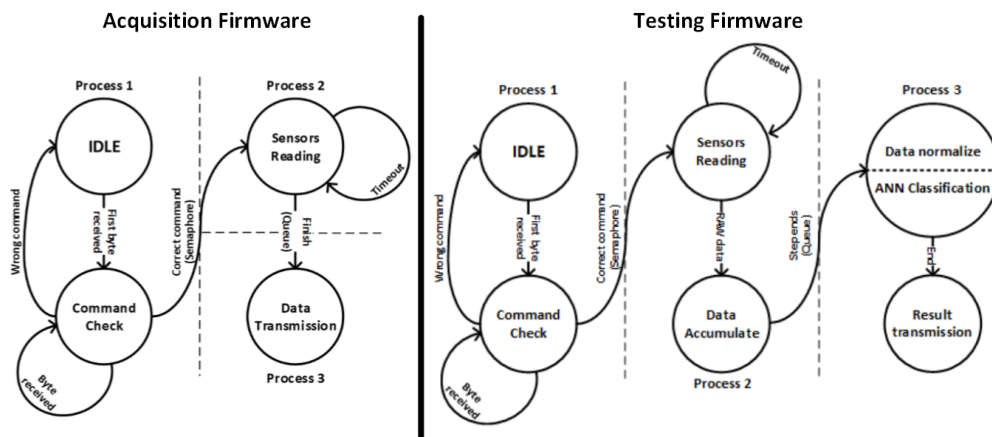 Acquisition Firmware
Process 1
IDLE
Wrong command
First byte
received
Command
Check
Byte
received
Correct command
(Semaphore)
Process 2
Sensors
Reading
Timeout
Finish
(Queue)
Data
Transmission
Process 3
Testing Firmware
Process 1
IDLE
Wrong command
First byte
received
Command
Check
Byte
received
Correct command
(Semaphore)
Timeout
Sensors
Reading
RAW data
Data
Accumulate
Process 2
Stepends
(Queue)
Process 3
Data normalize
ANN Classification
End
Result
transmission